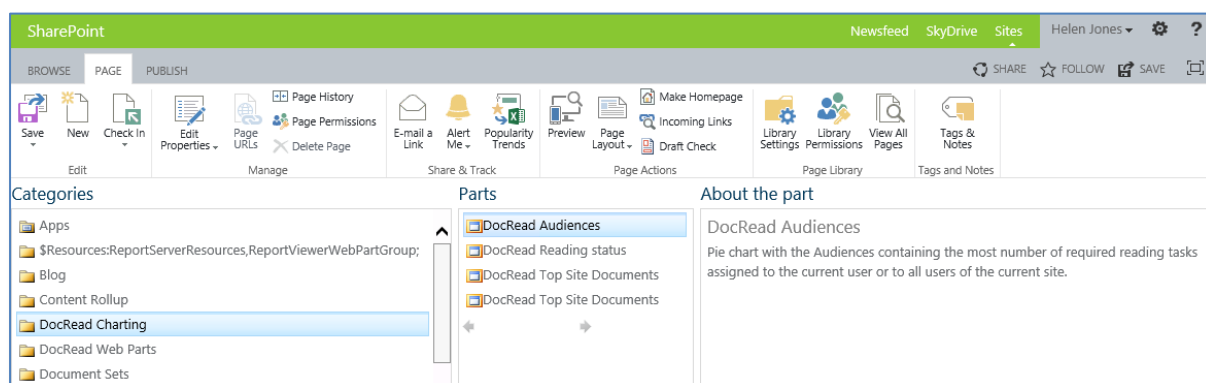 SharePoint
Newsfeed SkyDrive Sites Helen Jones ?
BROWSE PAGE PUBLISH
SHARE FOLLOW SAVE
Save
New
Check In
Edit
Properties
Page
URLs
Page History
Page Permissions
Delete Page
E-mail a
Link
Alert
Me
Popularity
Trends
Preview
Page
Layout
Make Homepage
Incoming Links
Draft Check
Library
Settings
Library
Permissions
View All
Pages
Tags &
Notes
Edit
Manage
Share & Track
Page Actions
Page Library
Tags and Notes
Categories
Apps
$Resources:ReportServerResources,ReportViewerWebPartGroup;
Blog
Content Rollup
DocRead Charting
DocRead Web Parts
Document Sets
Parts
DocRead Audiences
DocRead Reading status
DocRead Top Site Documents
DocRead Top Site Documents
About the part
DocRead Audiences
Pie chart with the Audiences containing the most number of required reading tasks
assigned to the current user or to all users of the current site.